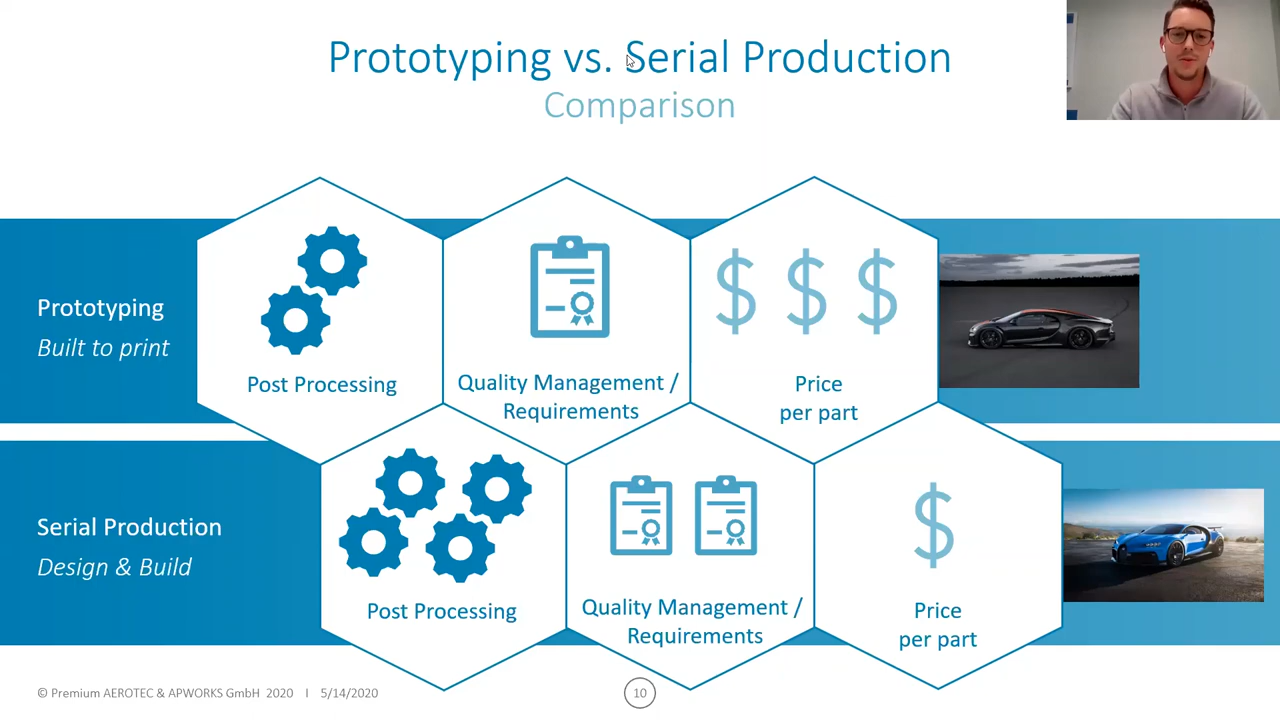 Prototyping vs. Serial Production
Comparison
Prototyping
Built to print
Post Processing
Quality Management /
Requirements
$ $ $
Price
per part
Serial Production
Design & Build
Post Processing
Quality Management /
Requirements
$
Price
per part
© Premium AEROTEC & APWORKS GmbH 2020 I 5/14/2020
10